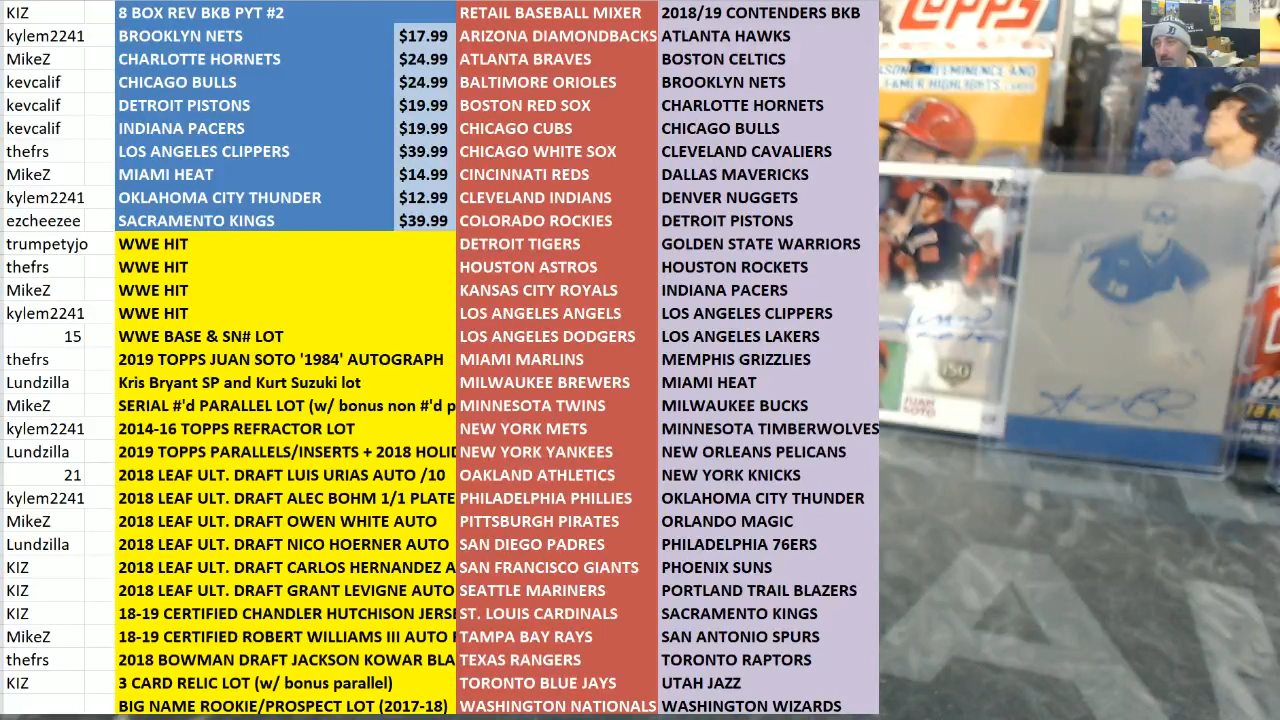 KIZ 8 BOX REV BKB PYT #2 RETAIL BASEBALL MIXER 2018/19 CONTENDERS BKB
kylem2241 BROOKLYN NETS $17.99 ARIZONA DIAMONDBACKS ATLANTA HAWKS
MikeZ CHARLOTTE HORNETS $24.99 ATLANTA BRAVES BOSTON CELTICS
kevcalif CHICAGO BULLS $24.99 BALTIMORE ORIOLES BROOKLYN NETS
kevcalif DETROIT PISTONS $19.99 BOSTON RED SOX CHARLOTTE HORNETS
kevcalif INDIANA PACERS $19.99 CHICAGO CUBS CHICAGO BULLS
thefrs LOS ANGELES CLIPPERS $39.99 CHICAGO WHITE SOX CLEVELAND CAVALIERS
MikeZ MIAMI HEAT $14.99 CINCINNATI REDS DALLAS MAVERICKS
kylem2241 OKLAHOMA CITY THUNDER $12.99 CLEVELAND INDIANS DENVER NUGGETS
ezcheezee SACRAMENTO KINGS $39.99 COLORADO ROCKIES DETROIT PISTONS
trumpetyjo WWE HIT DETROIT TIGERS GOLDEN STATE WARRIORS
thefrs WWE HIT HOUSTON ASTROS HOUSTON ROCKETS
MikeZ WWE HIT KANSAS CITY ROYALS INDIANA PACERS
kylem2241 WWE HIT LOS ANGELES ANGELS LOS ANGELES CLIPPERS
15 WWE BASE & SN# LOT LOS ANGELES DODGERS LOS ANGELES LAKERS
thefrs 2019 TOPPS JUAN SOTO '1984' AUTOGRAPH MIAMI MARLINS MEMPHIS GRIZZLIES
Lundzilla Kris Bryant SP and Kurt Suzuki lot MILWAUKEE BREWERS MIAMI HEAT
MikeZ SERIAL #'d PARALLEL LOT (w/ bonus non #'d p MINNESOTA TWINS MILWAUKEE BUCKS
kylem2241 2014-16 TOPPS REFRACTOR LOT NEW YORK METS MINNESOTA TIMBERWOLVES
Lundzilla 2019 TOPPS PARALLELS/INSERTS + 2018 HOLID NEW YORK YANKEES NEW ORLEANS PELICANS
21 2018 LEAF ULT. DRAFT LUIS URIAS AUTO /10 OAKLAND ATHLETICS NEW YORK KNICKS
kylem2241 2018 LEAF ULT. DRAFT ALEC BOHM 1/1 PLATE PHILADELPHIA PHILLIES OKLAHOMA CITY THUNDER
MikeZ 2018 LEAF ULT. DRAFT OWEN WHITE AUTO PITTSBURGH PIRATES ORLANDO MAGIC
Lundzilla 2018 LEAF ULT. DRAFT NICO HOERNER AUTO SAN DIEGO PADRES PHILADELPHIA 76ERS
KIZ 2018 LEAF ULT. DRAFT CARLOS HERNANDEZ A SAN FRANCISCO GIANTS PHOENIX SUNS
KIZ 2018 LEAF ULT. DRAFT GRANT LEVIGNE AUTO SEATTLE MARINERS PORTLAND TRAIL BLAZERS
KIZ 18-19 CERTIFIED CHANDLER HUTCHISON JERSE ST. LOUIS CARDINALS SACRAMENTO KINGS
MikeZ 18-19 CERTIFIED ROBERT WILLIAMS III AUTO TAMPA BAY RAYS SAN ANTONIO SPURS
thefrs 2018 BOWMAN DRAFT JACKSON KOWAR BLA TEXAS RANGERS TORONTO RAPTORS
KIZ 3 CARD RELIC LOT (w/ bonus parallel) TORONTO BLUE JAYS UTAH JAZZ
BIG NAME ROOKIE/PROSPECT LOT (2017-18) WASHINGTON NATIONALS WASHINGTON WIZARDS
TOPPS
JUAN
SOTO
150
18